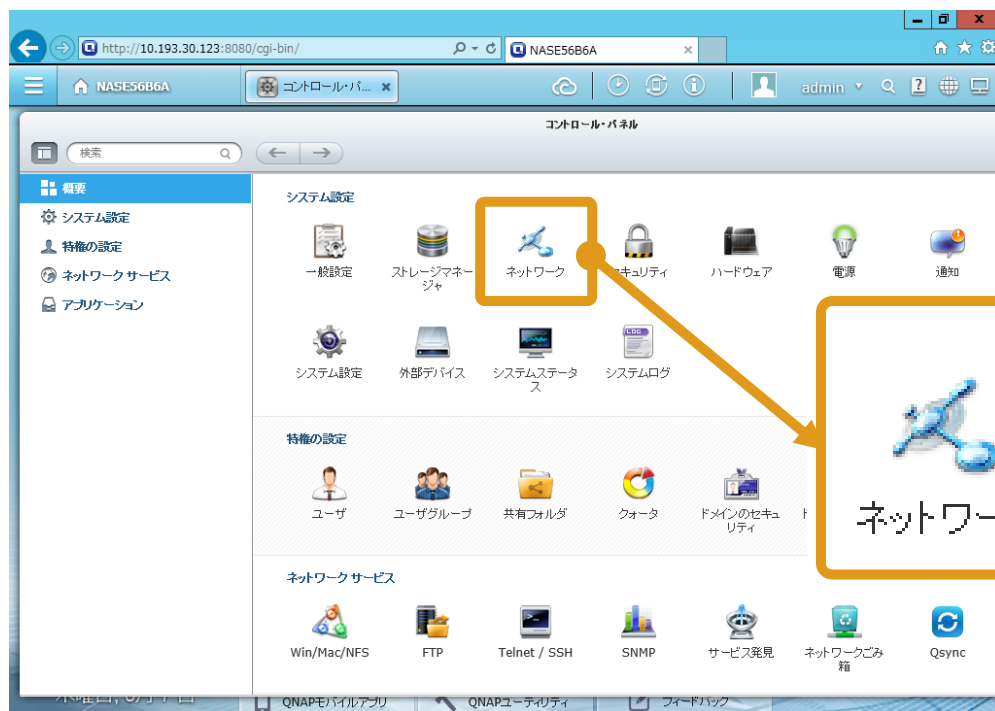 http://10.193.30.123:8080/cgi-bin/
NASE56B6A
NASE56B6A
コントロール・パ...
admin
コントロール・パネル
検索
概要
システム設定
特権の設定
ネットワーク サービス
アプリケーション
システム設定
一般設定
ストレージマネー
ジャ
ネットワーク
キュリティ
ハードウェア
電源
通知
システム設定
外部デバイス
システムステータ
ス
システムログ
LOG
ネットワー
特権の設定
ユーザ
ユーザグループ
共有フォルダ
クォータ
ドメインのセキュ
リティ
ネットワーク サービス
Win/Mac/NFS
FTP
Telnet / SSH
SNMP
サービス発見
ネットワークごみ
箱
Qsync
QNAPモバイルアプリ
QNAPユーティリティ
フィードバック